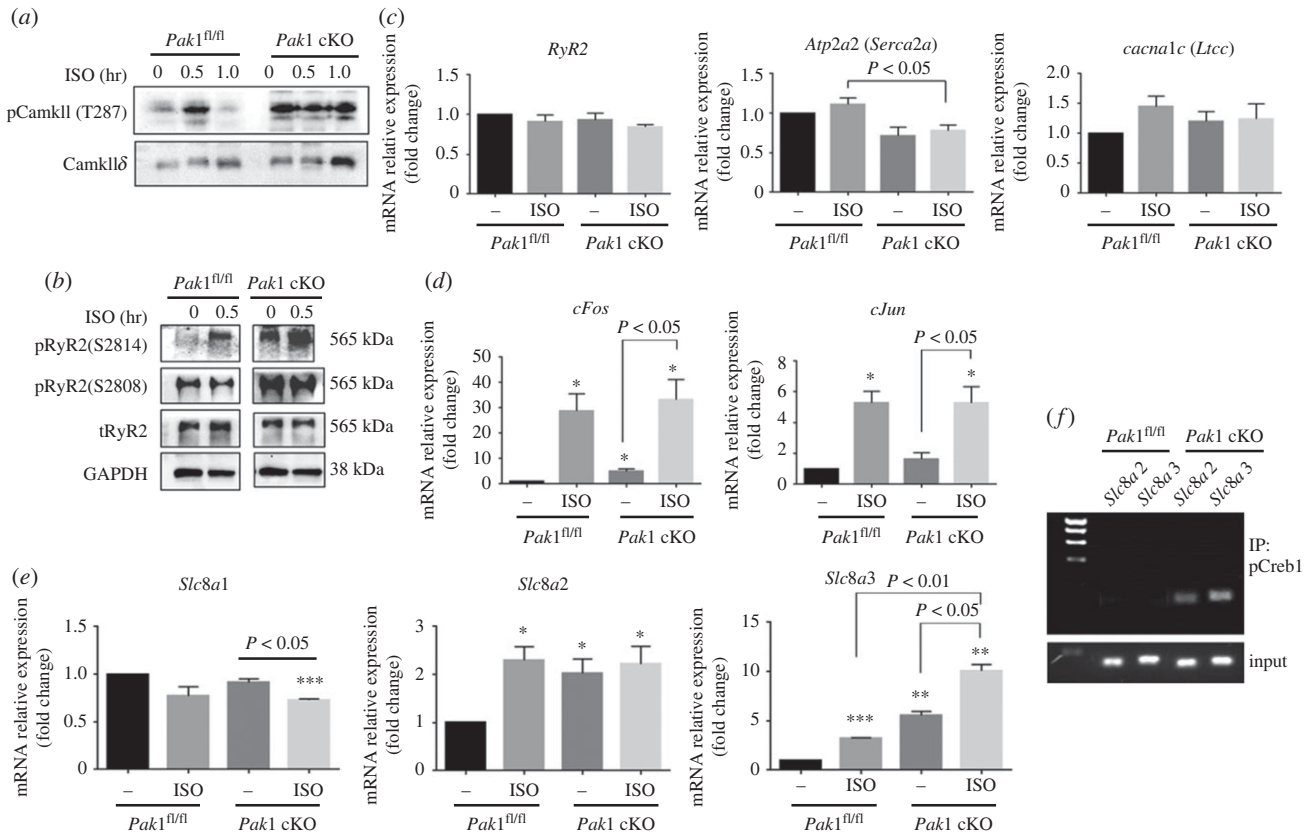 (a)
Pak1fl/fl
Pak1 cKO
ISO (hr) 0 0.5 1.0 0 0.5 1.0
pCamkII (T287)
CamkIIδ
(c)
RyR2
mRNA relative expression
(fold change)
1.5
1.0
0.5
0
– ISO – ISO
Pak1fl/fl Pak1 cKO
Atp2a2 (Serca2a)
P < 0.05
mRNA relative expression
(fold change)
1.5
1.0
0.5
0
– ISO – ISO
Pak1fl/fl Pak1 cKO
cacna1c (Ltcc)
mRNA relative expression
(fold change)
2.0
1.5
1.0
0.5
0
– ISO – ISO
Pak1fl/fl Pak1 cKO
(b)
Pak1fl/fl Pak1 cKO
ISO (hr) 0 0.5 0 0.5
pRyR2(S2814) 565 kDa
pRyR2(S2808) 565 kDa
tRyR2 565 kDa
GAPDH 38 kDa
(d)
cFos
P < 0.05
mRNA relative expression
(fold change)
50
40
30
20
10
0
* * *
– ISO – ISO
Pak1fl/fl Pak1 cKO
cJun
P < 0.05
mRNA relative expression
(fold change)
8
6
4
2
0
* *
– ISO – ISO
Pak1fl/fl Pak1 cKO
(e)
Slc8a1
P < 0.05
***
mRNA relative expression
(fold change)
1.5
1.0
0.5
0
– ISO – ISO
Pak1fl/fl Pak1 cKO
Slc8a2
mRNA relative expression
(fold change)
3
2
1
0
* * *
– ISO – ISO
Pak1fl/fl Pak1 cKO
Slc8a3
P < 0.01
P < 0.05
mRNA relative expression
(fold change)
15
10
5
0
*** ** **
– ISO – ISO
Pak1fl/fl Pak1 cKO
(f)
Pak1fl/fl Pak1 cKO
Slc8a2 Slc8a3 Slc8a2 Slc8a3
IP:
pCreb1
input